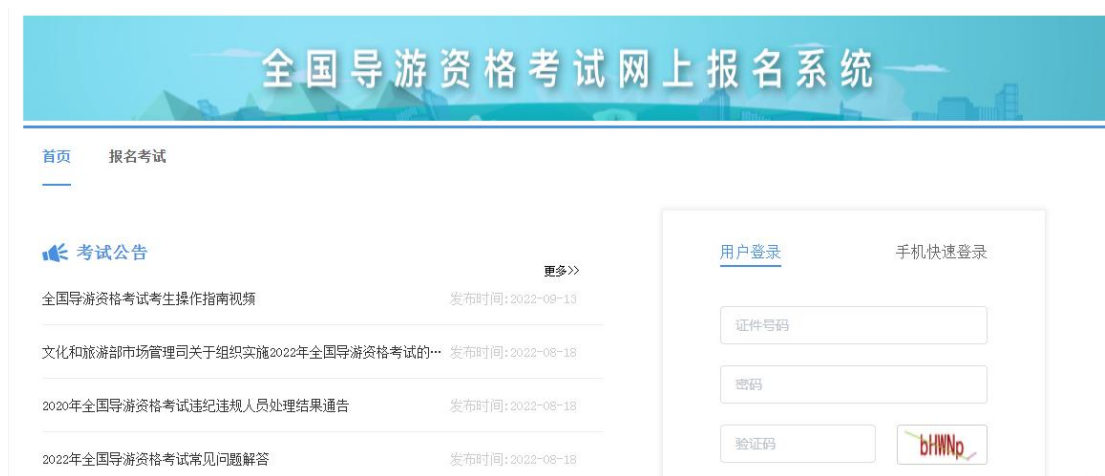 全国导游资格考试网上报名系统
首页 报名考试
考试公告
更多>>
全国导游资格考试考生操作指南视频 发布时间:2022-09-13
文化和旅游部市场管理司关于组织实施2022年全国导游资格考试的… 发布时间:2022-08-18
2020年全国导游资格考试违纪违规人员处理结果通告 发布时间:2022-08-18
2022年全国导游资格考试常见问题解答 发布时间:2022-08-18
用户登录 手机快速登录
证件号码
密码
验证码 bHWNp